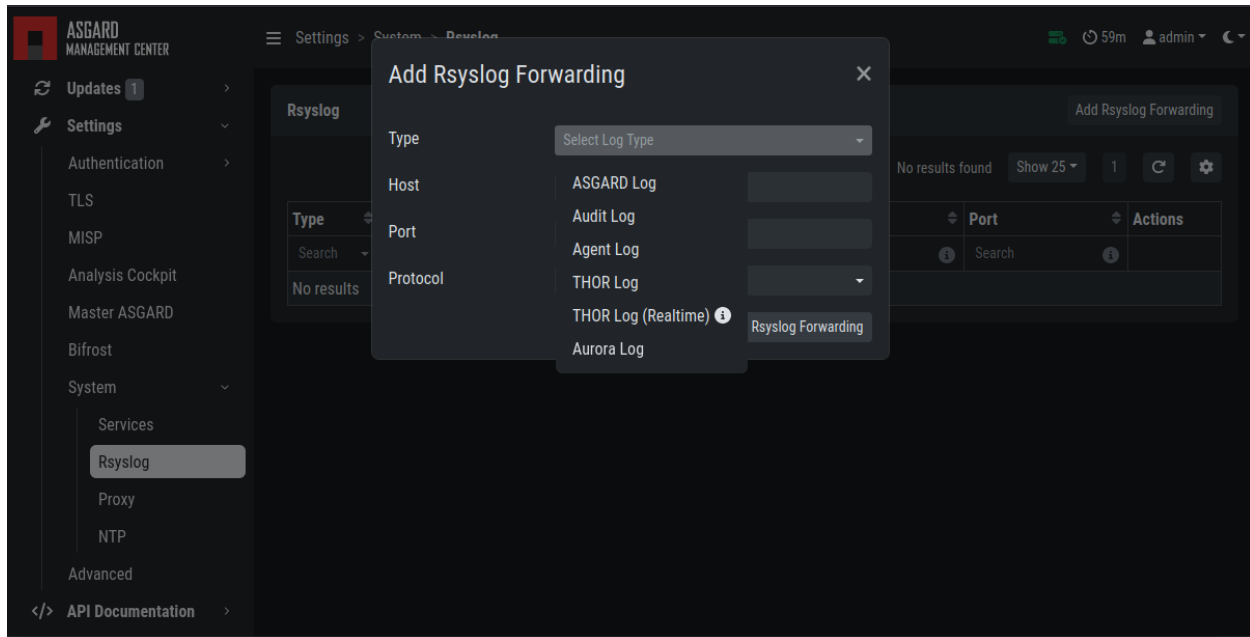 ASGARD
MANAGEMENT CENTER
Settings > System > Rsyslog
59m
admin
Updates 1
Settings
Authentication
TLS
MISP
Analysis Cockpit
Master ASGARD
Bifrost
System
Services
Rsyslog
Proxy
NTP
Advanced
API Documentation
Rsyslog
Add Rsyslog Forwarding
No results found
Show 25
1
Type
Port
Actions
Search
Search
No results
Add Rsyslog Forwarding
Type
Select Log Type
Host
Port
Protocol
ASGARD Log
Audit Log
Agent Log
THOR Log
THOR Log (Realtime)
Aurora Log
Rsyslog Forwarding